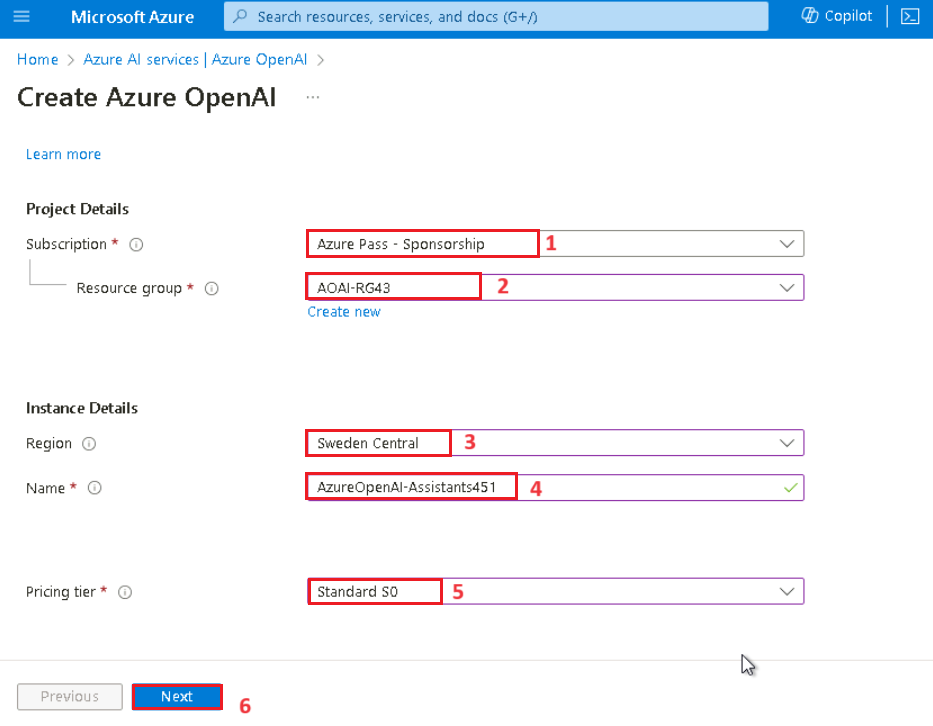 Microsoft Azure
Search resources, services, and docs (G+/)
Copilot
Home > Azure AI services | Azure OpenAI >
Create Azure OpenAI ...
Learn more
Project Details
Subscription * Azure Pass - Sponsorship 1
Resource group * AOAI-RG43 2
Create new
Instance Details
Region Sweden Central 3
Name * AzureOpenAI-Assistants451 4
Pricing tier * Standard S0 5
Previous Next 6